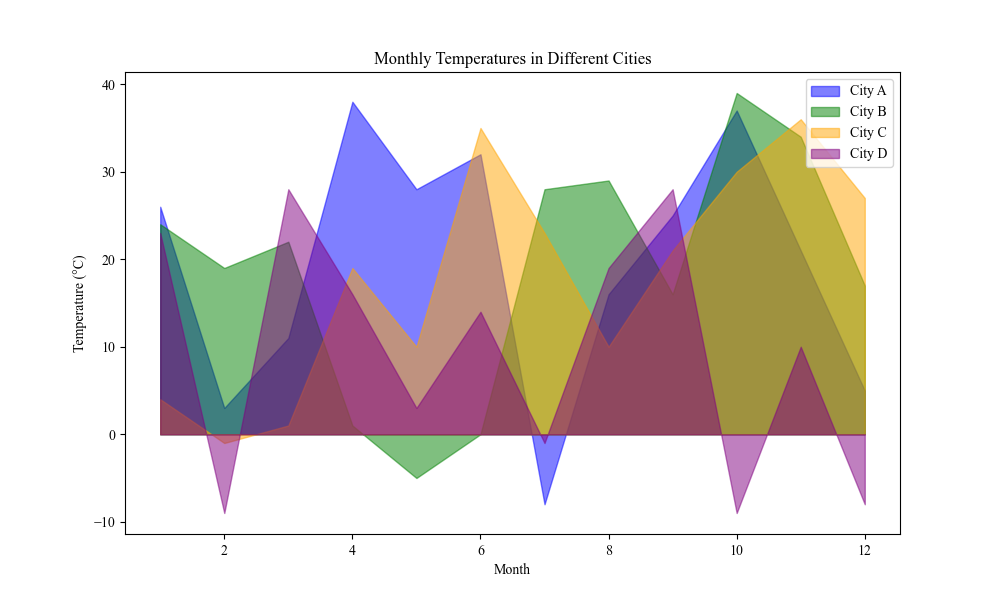 Monthly Temperatures in Different Cities
City A
City B
City C
City D
Temperature (°C)
40
30
20
10
0
−10
2
4
6
8
10
12
Month